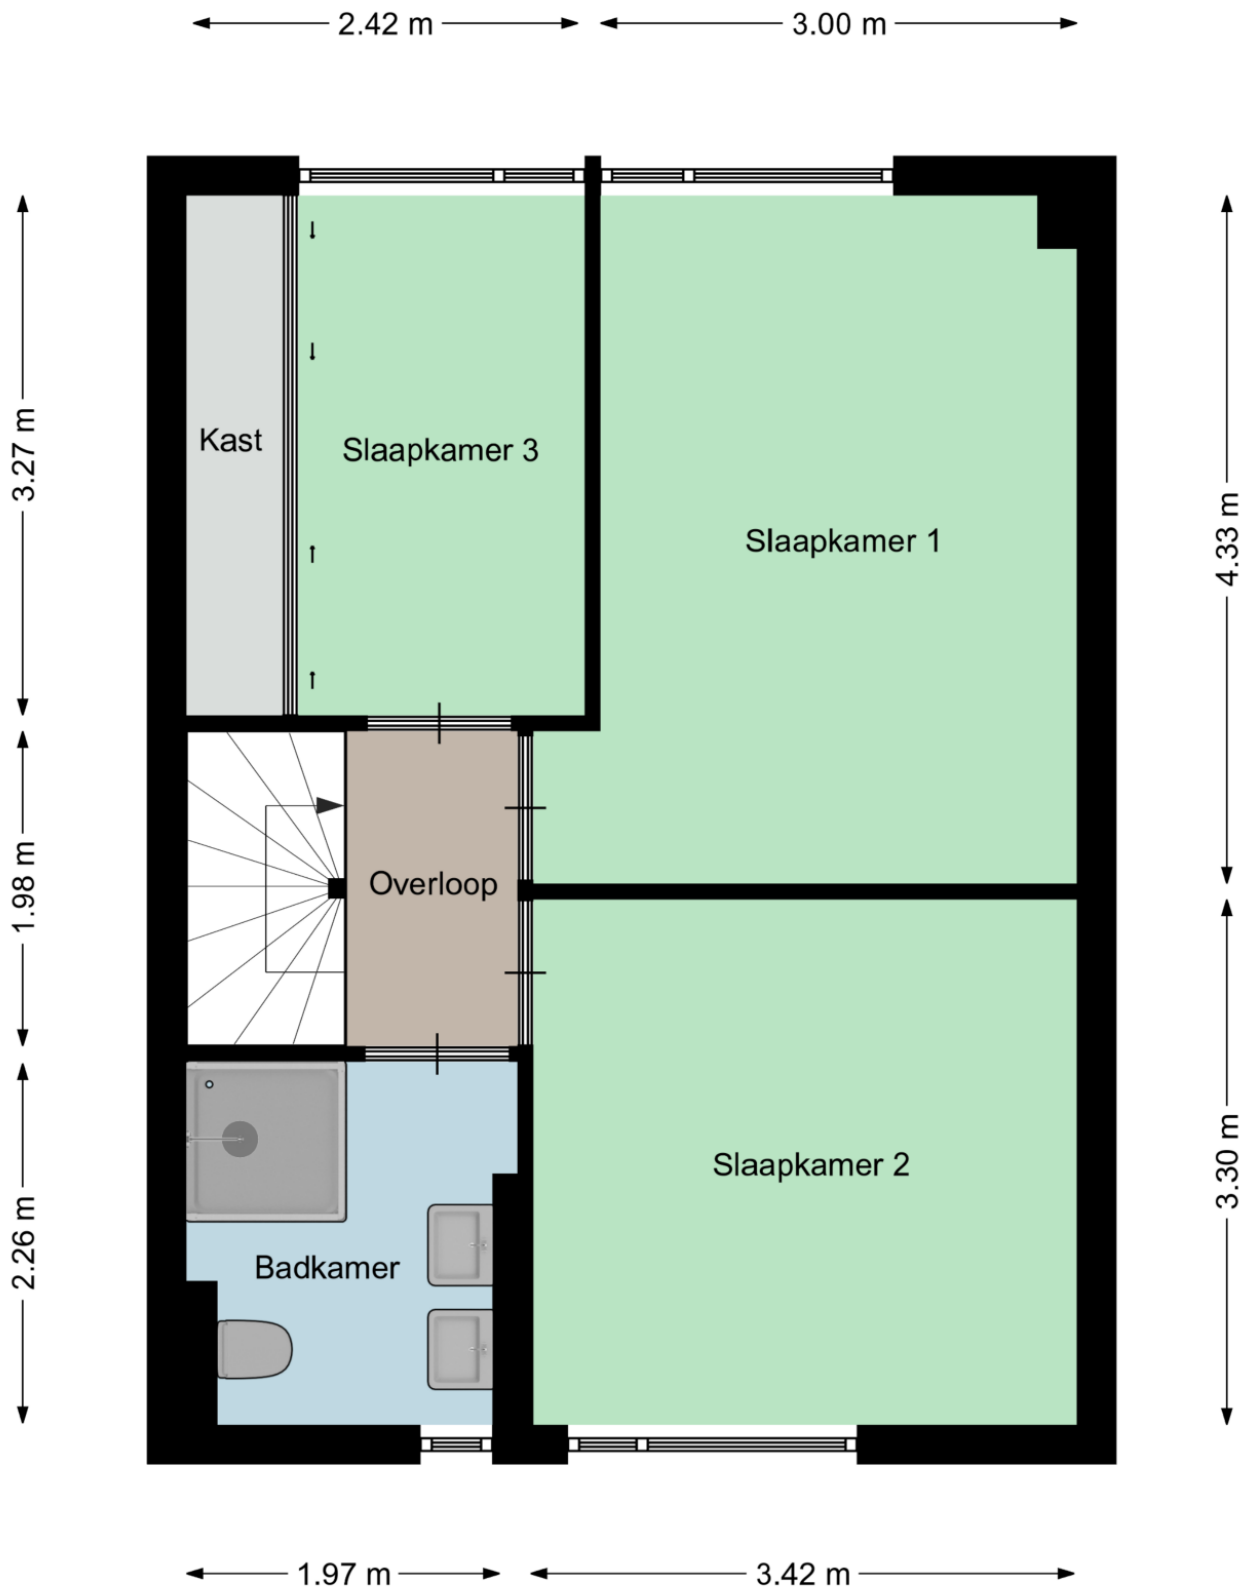 2.42 m
3.00 m
3.27 m
Kast
Slaapkamer 3
Slaapkamer 1
4.33 m
1.98 m
Overloop
2.26 m
Badkamer
Slaapkamer 2
3.30 m
1.97 m
3.42 m